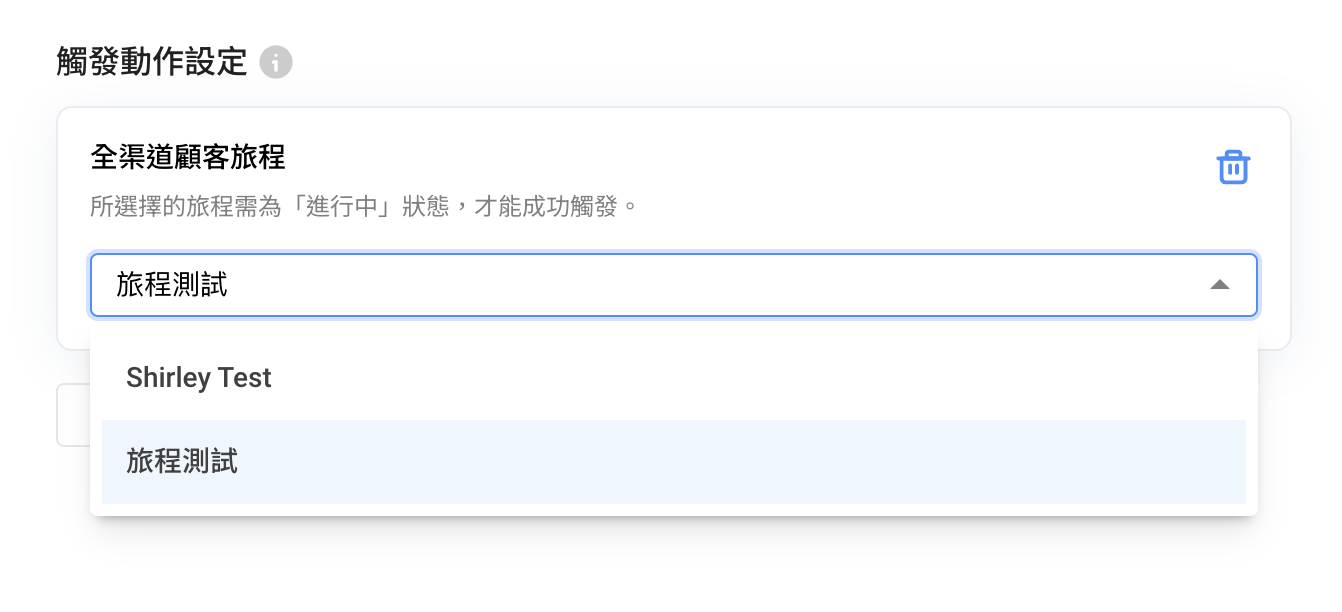 觸發動作設定
全渠道顧客旅程
所選擇的旅程需為「進行中」狀態，才能成功觸發。
旅程測試
Shirley Test
旅程測試